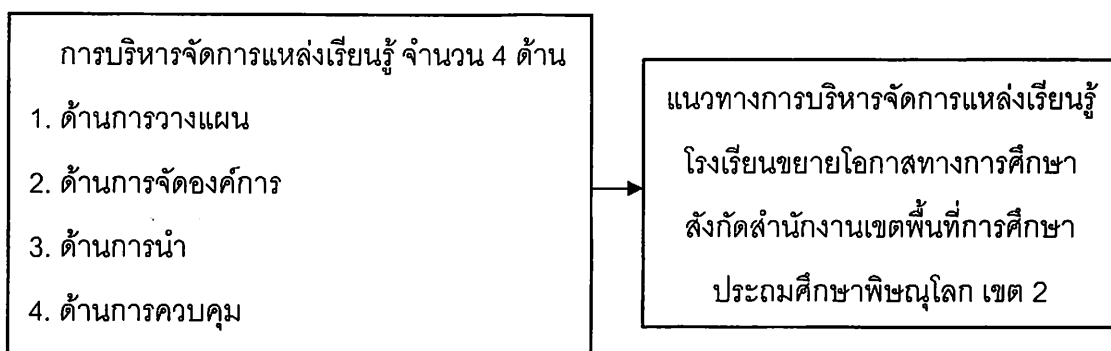 การบริหารจัดการแหล่งเรียนรู้ จำนวน 4 ด้าน
1. ด้านการวางแผน
2. ด้านการจัดองค์การ
3. ด้านการนำ
4. ด้านการควบคุม
แนวทางการบริหารจัดการแหล่งเรียนรู้
โรงเรียนขยายโอกาสทางการศึกษา
สังกัดสำนักงานเขตพื้นที่การศึกษา
ประถมศึกษาพิษณุโลก เขต 2